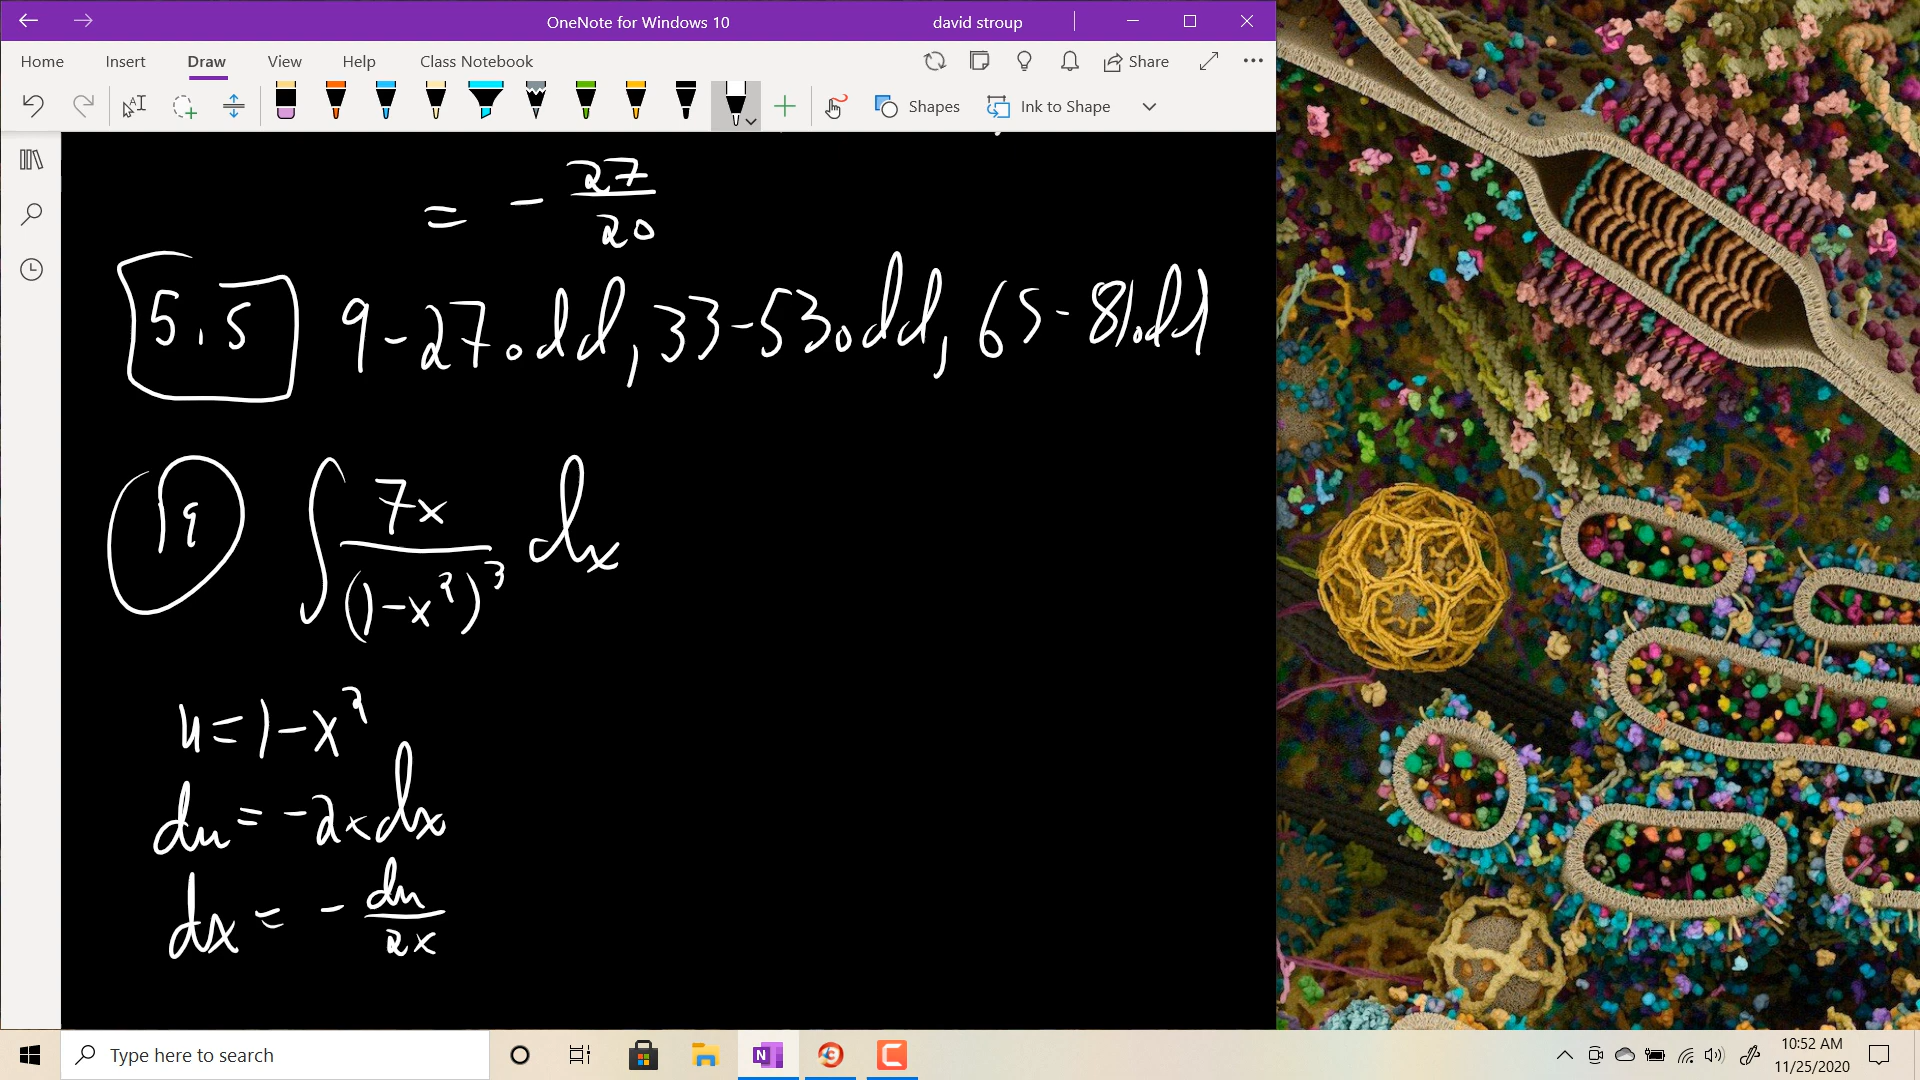 OneNote for Windows 10
david stroup
Home Insert Draw View Help Class Notebook Share
Shapes Ink to Shape
= - 27/20
5.5 9-27 odd, 33-53 odd, 65-81 odd
19 ∫ 7x/(1-x²)³ dx
u = 1-x²
du = -2x dx
dx = - du/2x
Type here to search
10:52 AM
11/25/2020